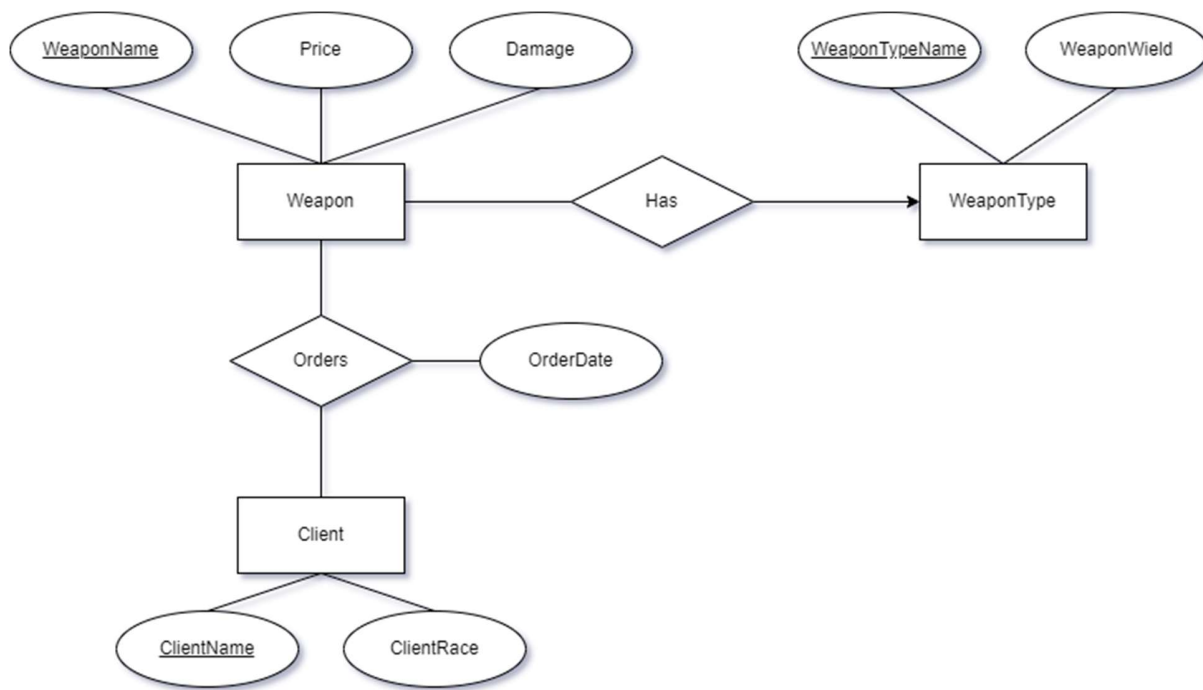 WeaponName
Price
Damage
WeaponTypeName
WeaponWield
Weapon
Has
WeaponType
Orders
OrderDate
Client
ClientName
ClientRace